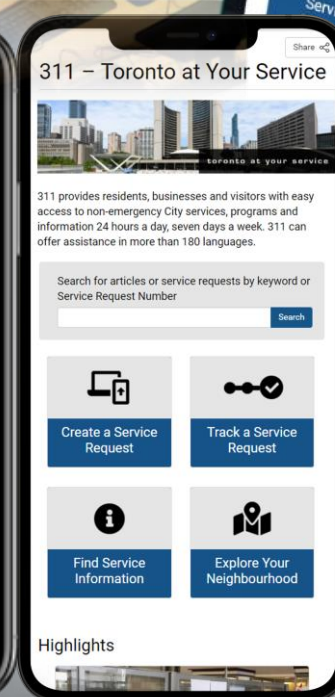 Serv
Share
311 – Toronto at Your Service
toronto at your service
311 provides residents, businesses and visitors with easy
access to non-emergency City services, programs and
information 24 hours a day, seven days a week. 311 can
offer assistance in more than 180 languages.
Search for articles or service requests by keyword or
Service Request Number
Search
Create a Service
Request
Track a Service
Request
Find Service
Information
Explore Your
Neighbourhood
Highlights